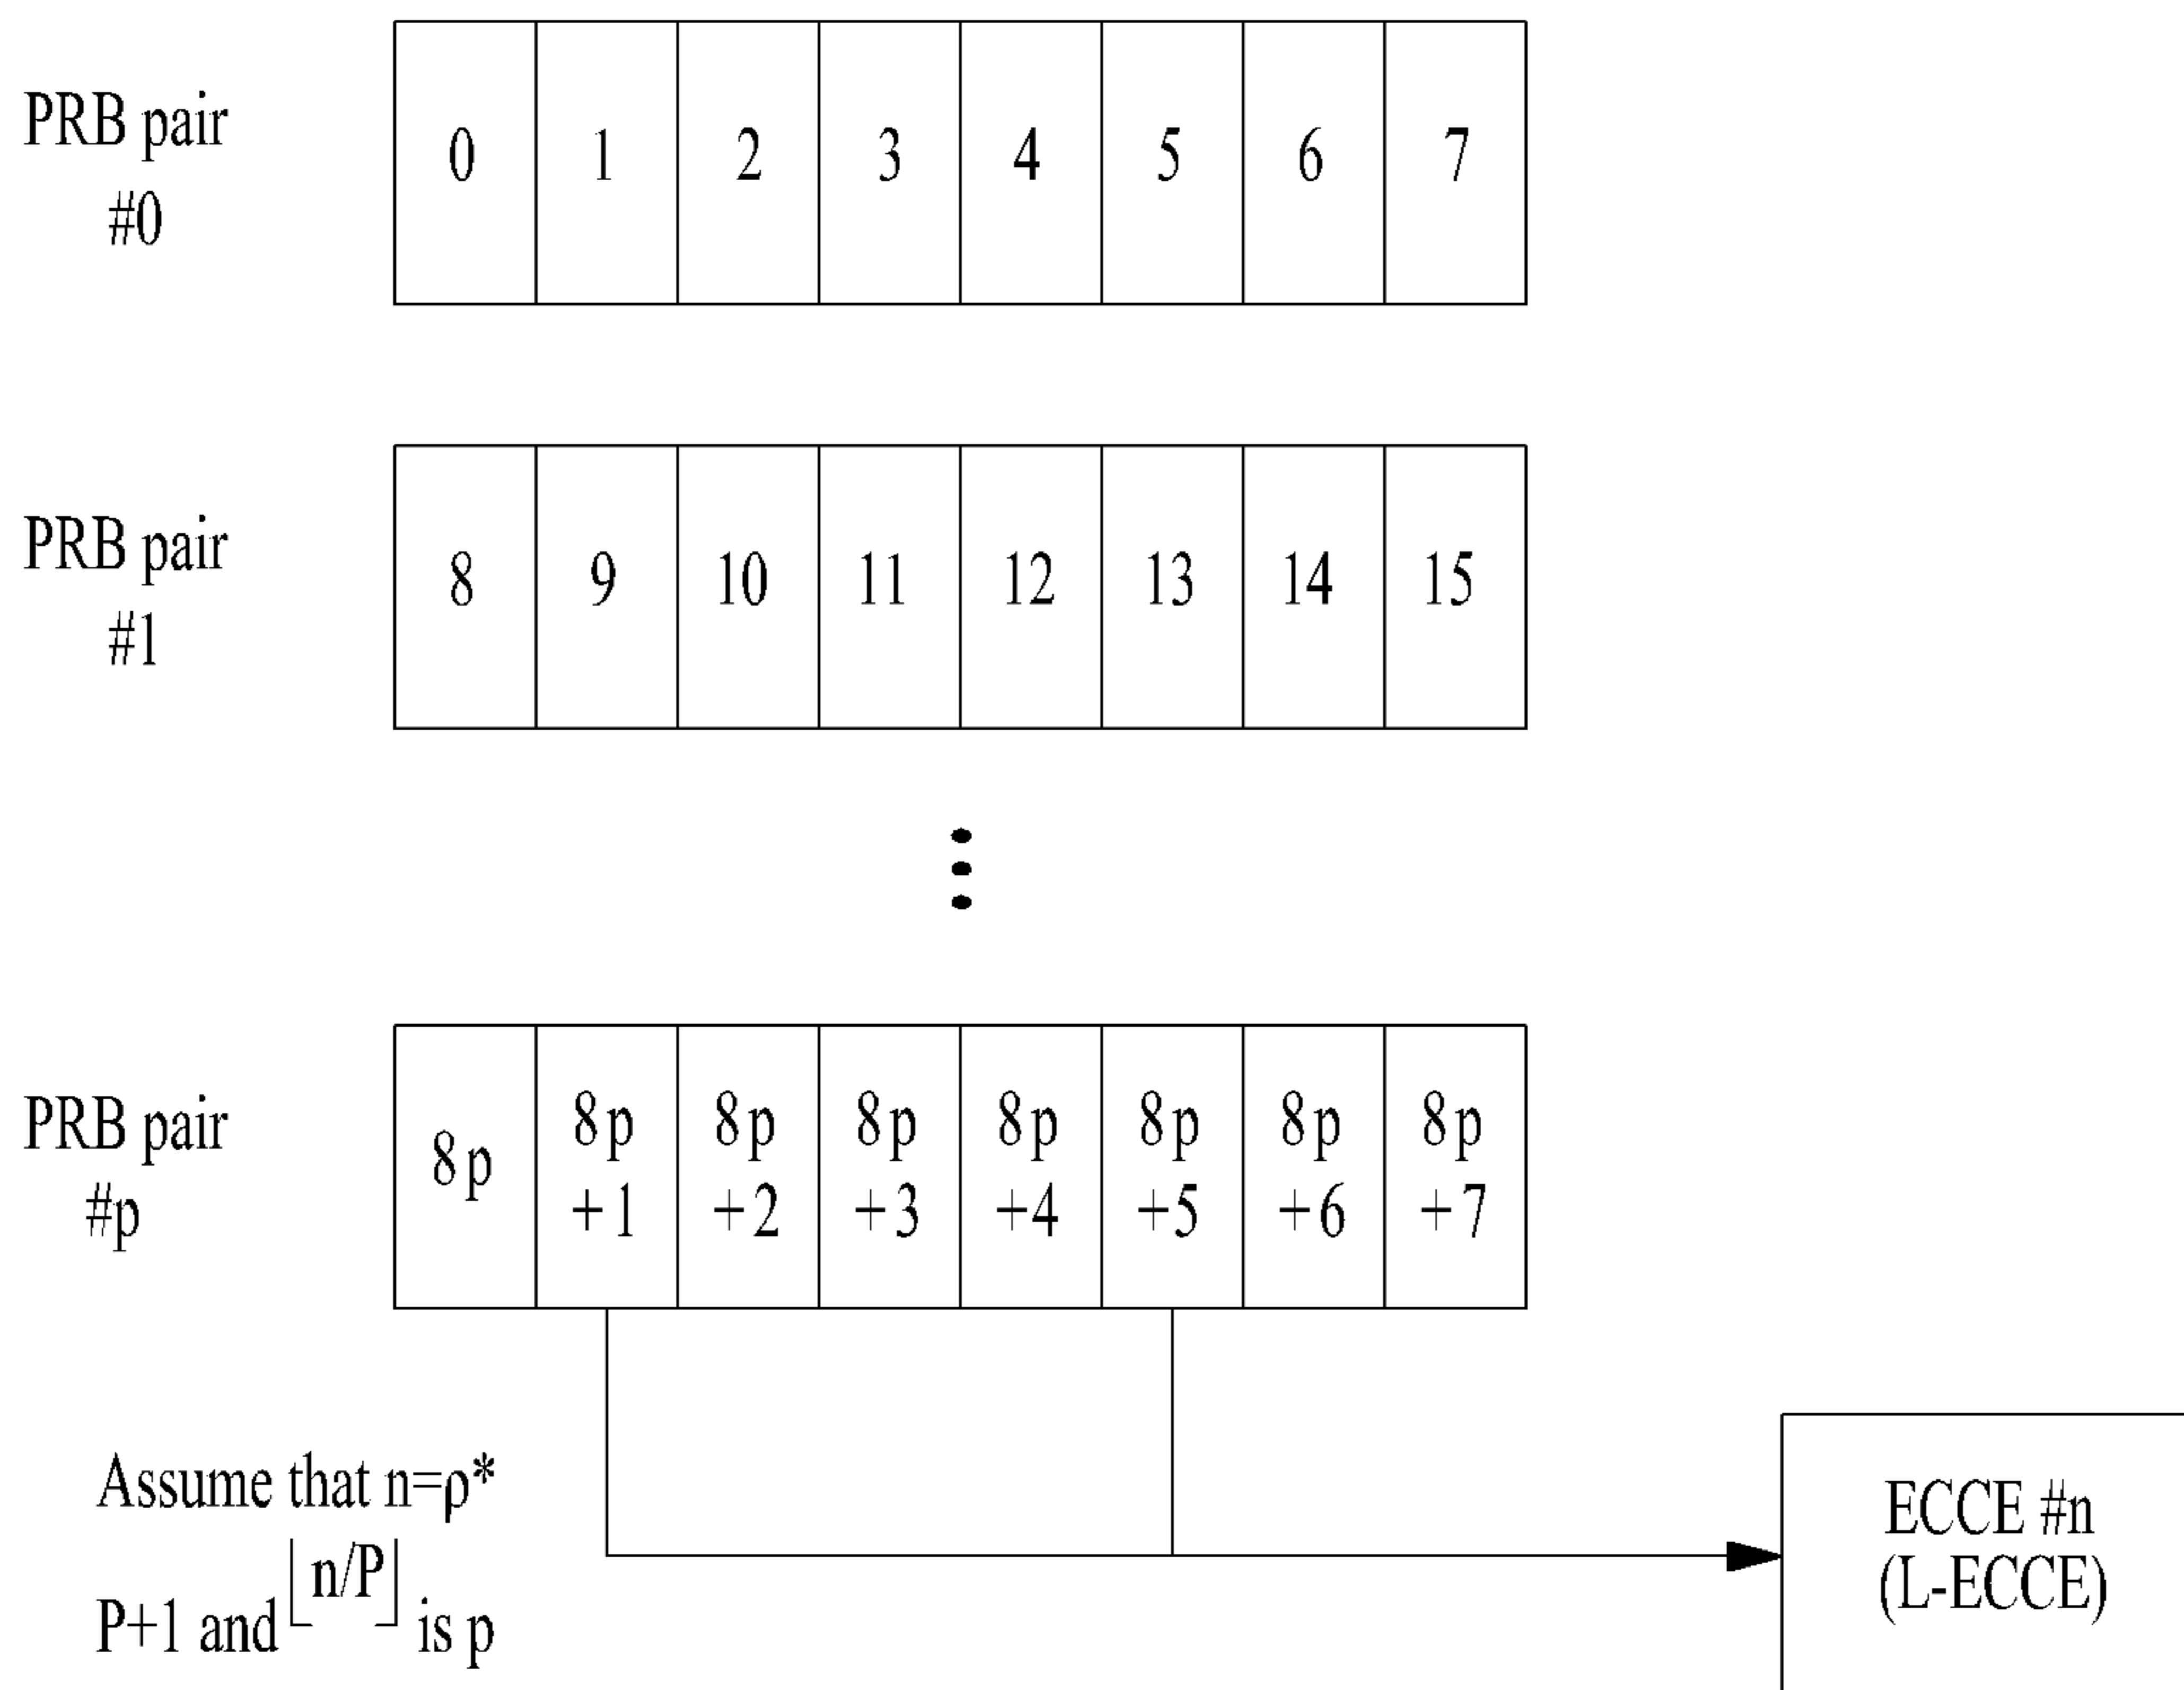 PRB pair
#0
0 1 2 3 4 5 6 7
PRB pair
#1
8 9 10 11 12 13 14 15
PRB pair
#p
8p 8p+1 8p+2 8p+3 8p+4 8p+5 8p+6 8p+7
Assume that n=p*
P+1 and ⌊n/P⌋ is p
ECCE #n
(L-ECCE)